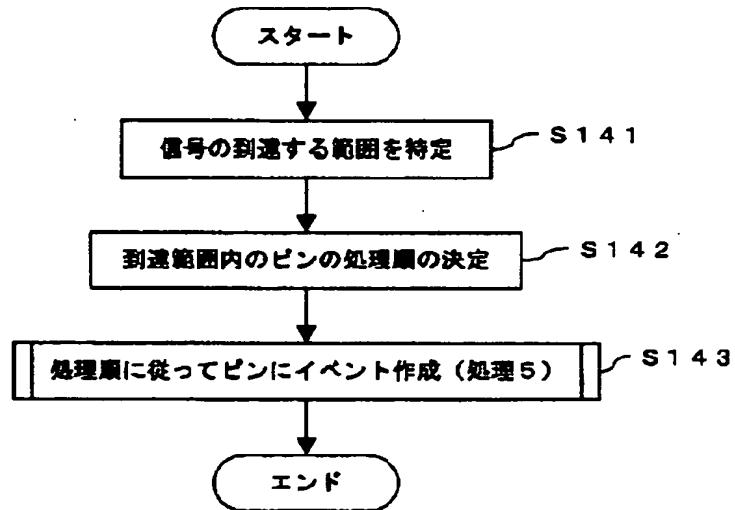 スタート
信号の到達する範囲を特定
S141
到達範囲内のピンの処理順の決定
S142
処理順に従ってピンにイベント作成（処理5）
S143
エンド